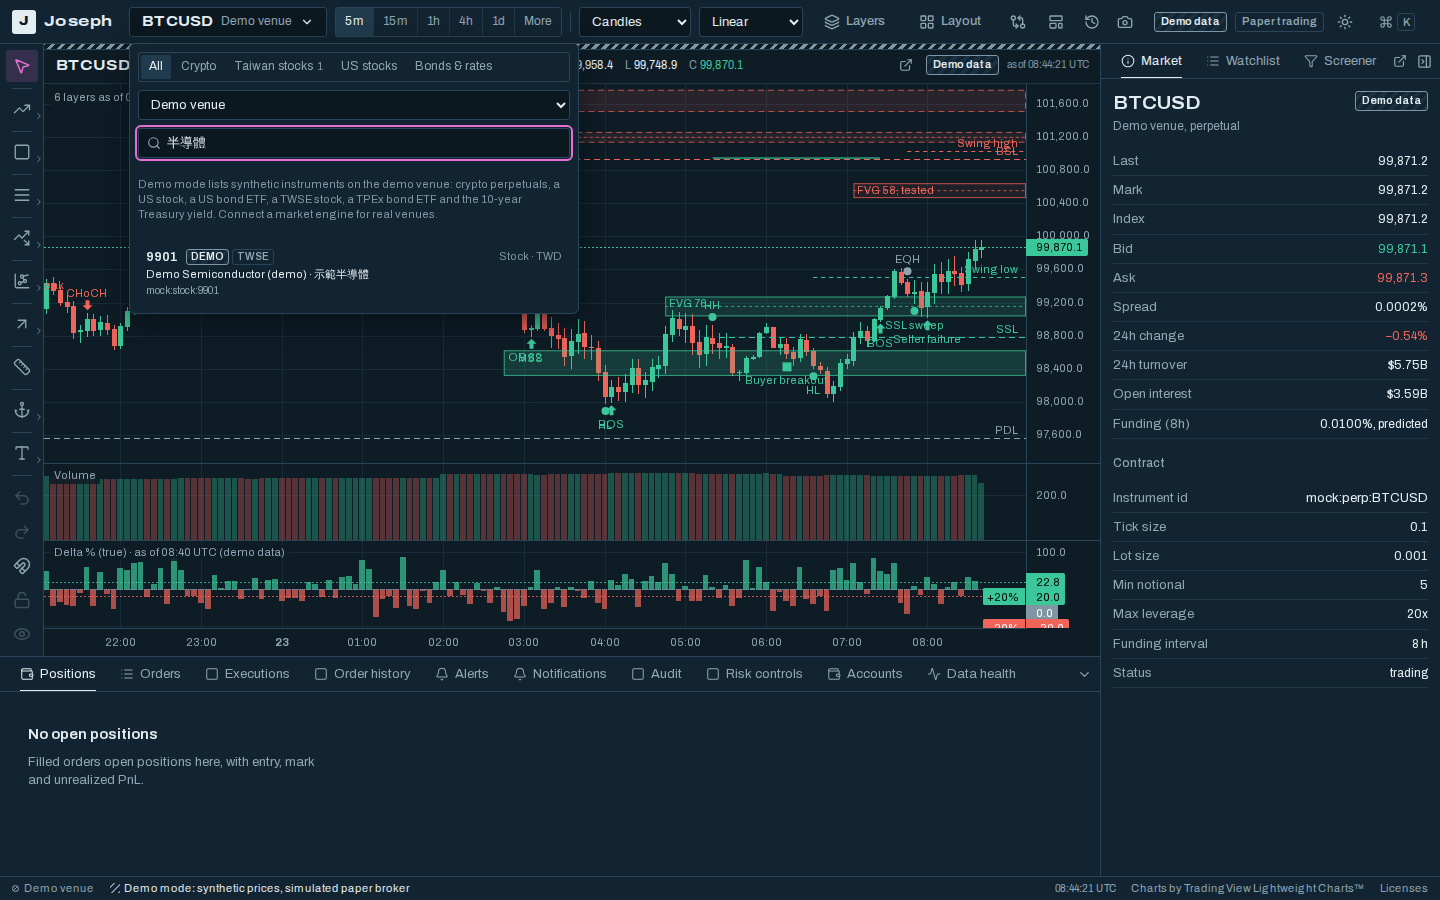 J Joseph BTCUSD Demo venue 5m 15m 1h 4h 1d More Candles Linear Layers Layout Demo data Paper trading ⌘ K
BTCUSD
9,958.4 L 99,748.9 C 99,870.1 Demo data as of 08:44:21 UTC
6 layers as of 0
All Crypto Taiwan stocks 1 US stocks Bonds & rates
Demo venue
半導體
Demo mode lists synthetic instruments on the demo venue: crypto perpetuals, a
US stock, a US bond ETF, a TWSE stock, a TPEx bond ETF and the 10-year
Treasury yield. Connect a market engine for real venues.
9901 DEMO TWSE Stock · TWD
Demo Semiconductor (demo) · 示範半導體
mock:stock:9901
101,600.0
101,200.0
100,800.0
100,400.0
100,000.0
99,870.1
99,600.0
99,200.0
98,800.0
98,400.0
98,000.0
97,600.0
Swing high
BSL
FVG 58, tested
EQH
Swing low
CHoCH
FVG 76
HH
SSL sweep
SSL
BOS
Seller failure
Buyer breakout
HL
BOS
PDL
Volume
200.0
Delta % (true) · as of 08:40 UTC (demo data)
100.0
22.8
+20% 20.0
0.0
22:00 23:00 23 01:00 02:00 03:00 04:00 05:00 06:00 07:00 08:00
Positions Orders Executions Order history Alerts Notifications Audit Risk controls Accounts Data health
No open positions
Filled orders open positions here, with entry, mark
and unrealized PnL.
Market Watchlist Screener
BTCUSD Demo data
Demo venue, perpetual
Last 99,871.2
Mark 99,871.2
Index 99,871.2
Bid 99,871.1
Ask 99,871.3
Spread 0.0002%
24h change −0.54%
24h turnover $5.75B
Open interest $3.59B
Funding (8h) 0.0100%, predicted
Contract
Instrument id mock:perp:BTCUSD
Tick size 0.1
Lot size 0.001
Min notional 5
Max leverage 20x
Funding interval 8 h
Status trading
Demo venue Demo mode: synthetic prices, simulated paper broker 08:44:21 UTC Charts by TradingView Lightweight Charts™ Licenses